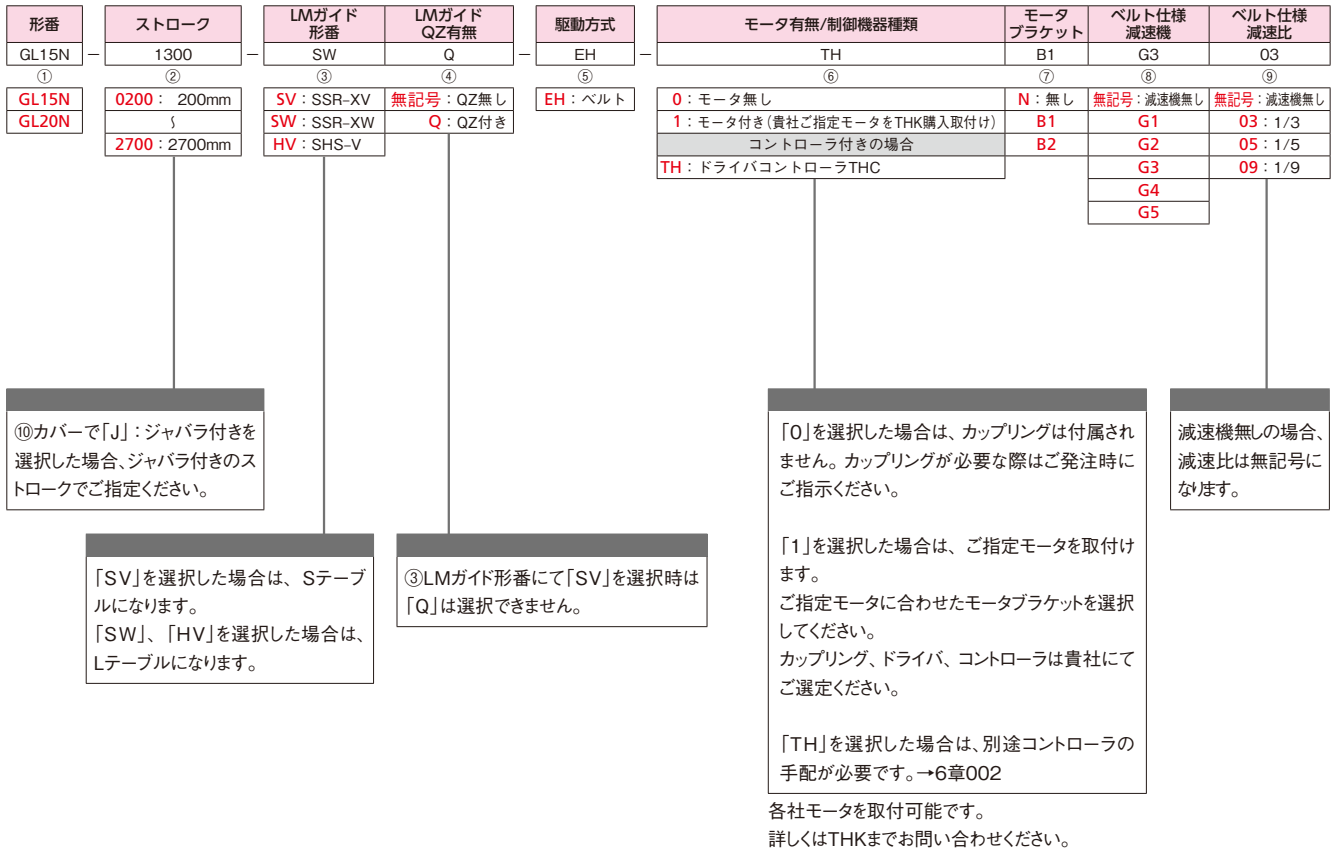 形番
ストローク
LMガイド
形番
LMガイド
QZ有無
駆動方式
モータ有無/制御機器種類
モータ
ブラケット
ベルト仕様
減速機
ベルト仕様
減速比
GL15N － 1300 － SW Q － EH － TH B1 G3 03
① ② ③ ④ ⑤ ⑥ ⑦ ⑧ ⑨
GL15N
GL20N
0200：200mm
〜
2700：2700mm
SV：SSR-XV
SW：SSR-XW
HV：SHS-V
無記号：QZ無し
Q：QZ付き
EH：ベルト
0：モータ無し
1：モータ付き（貴社ご指定モータをTHK購入取付け）
コントローラ付きの場合
TH：ドライバコントローラTHC
N：無し
B1
B2
無記号：減速機無し
G1
G2
G3
G4
G5
無記号：減速機無し
03：1/3
05：1/5
09：1/9
⑩カバーで「J」：ジャバラ付きを
選択した場合、ジャバラ付きのス
トロークでご指定ください。
「SV」を選択した場合は、Sテーブ
ルになります。
「SW」、「HV」を選択した場合は、
Lテーブルになります。
③LMガイド形番にて「SV」を選択時は
「Q」は選択できません。
「0」を選択した場合は、カップリングは付属され
ません。カップリングが必要な際はご発注時に
ご指示ください。
「1」を選択した場合は、ご指定モータを取付け
ます。
ご指定モータに合わせたモータブラケットを選択
してください。
カップリング、ドライバ、コントローラは貴社にて
ご選定ください。
「TH」を選択した場合は、別途コントローラの
手配が必要です。→6章002
減速機無しの場合、
減速比は無記号に
なります。
各社モータを取付可能です。
詳しくはTHKまでお問い合わせください。